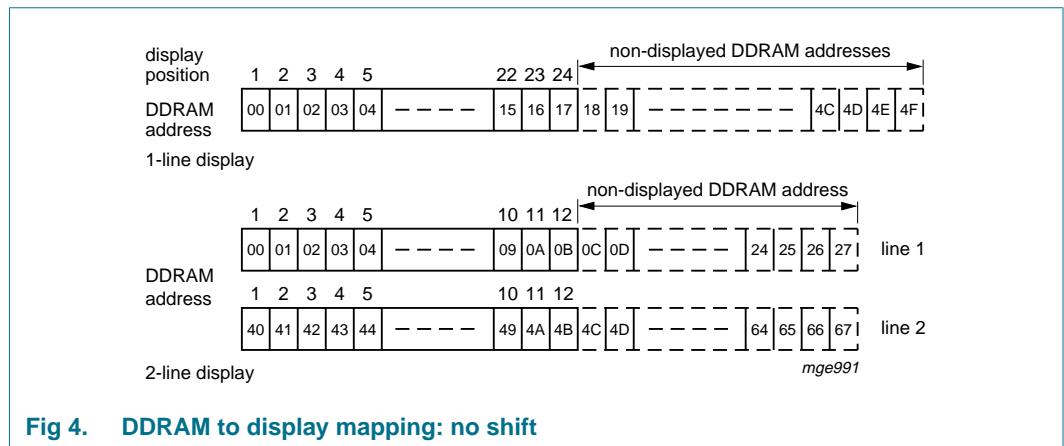 display position
non-displayed DDRAM addresses
1 2 3 4 5 22 23 24
DDRAM address
00 01 02 03 04 15 16 17 18 19 4C 4D 4E 4F
1-line display
non-displayed DDRAM address
1 2 3 4 5 10 11 12
00 01 02 03 04 09 0A 0B 0C 0D 24 25 26 27 line 1
DDRAM address
1 2 3 4 5 10 11 12
40 41 42 43 44 49 4A 4B 4C 4D 64 65 66 67 line 2
2-line display
mge991
Fig 4. DDRAM to display mapping: no shift